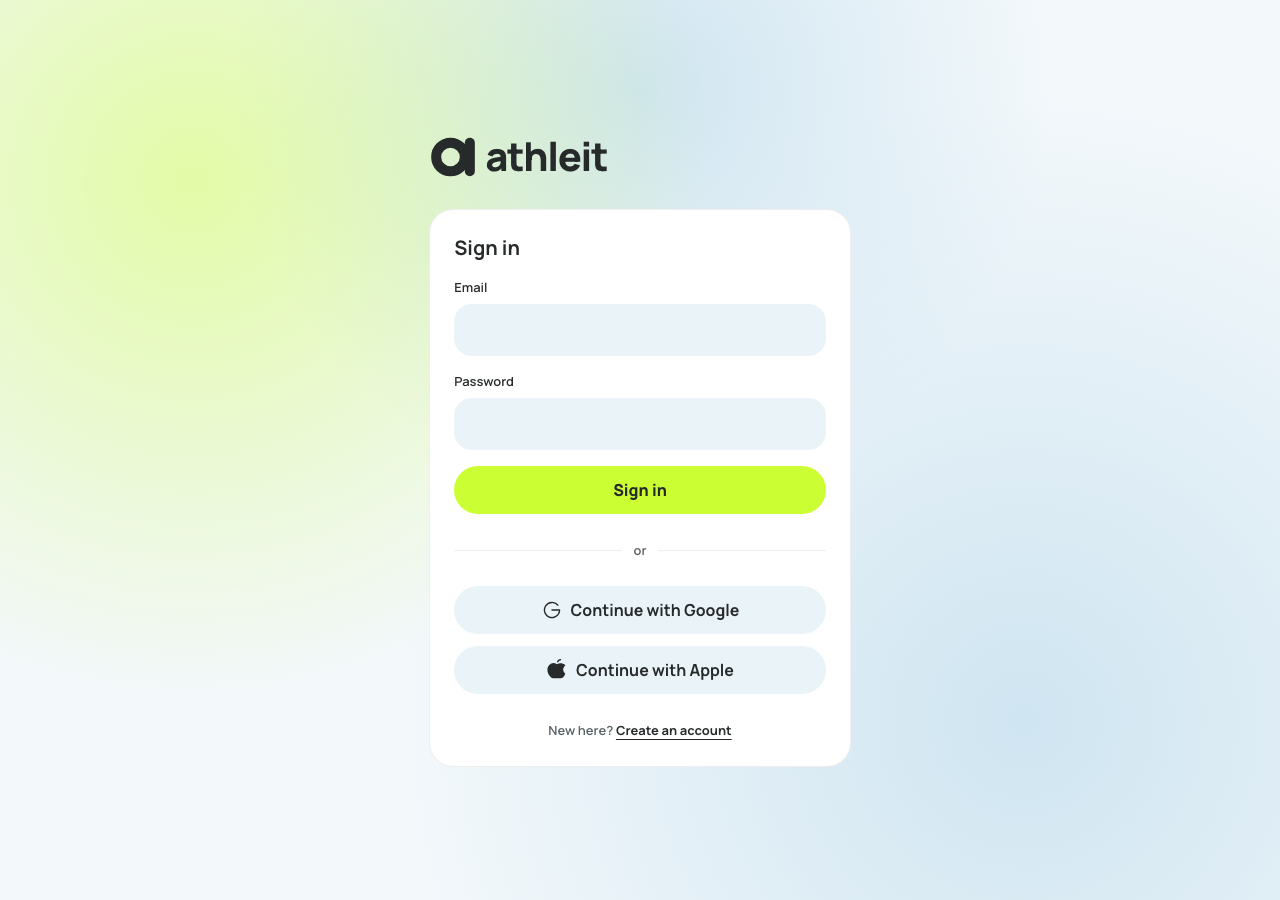 athleit
Sign in
Email
Password
Sign in
or
Continue with Google
Continue with Apple
New here? Create an account